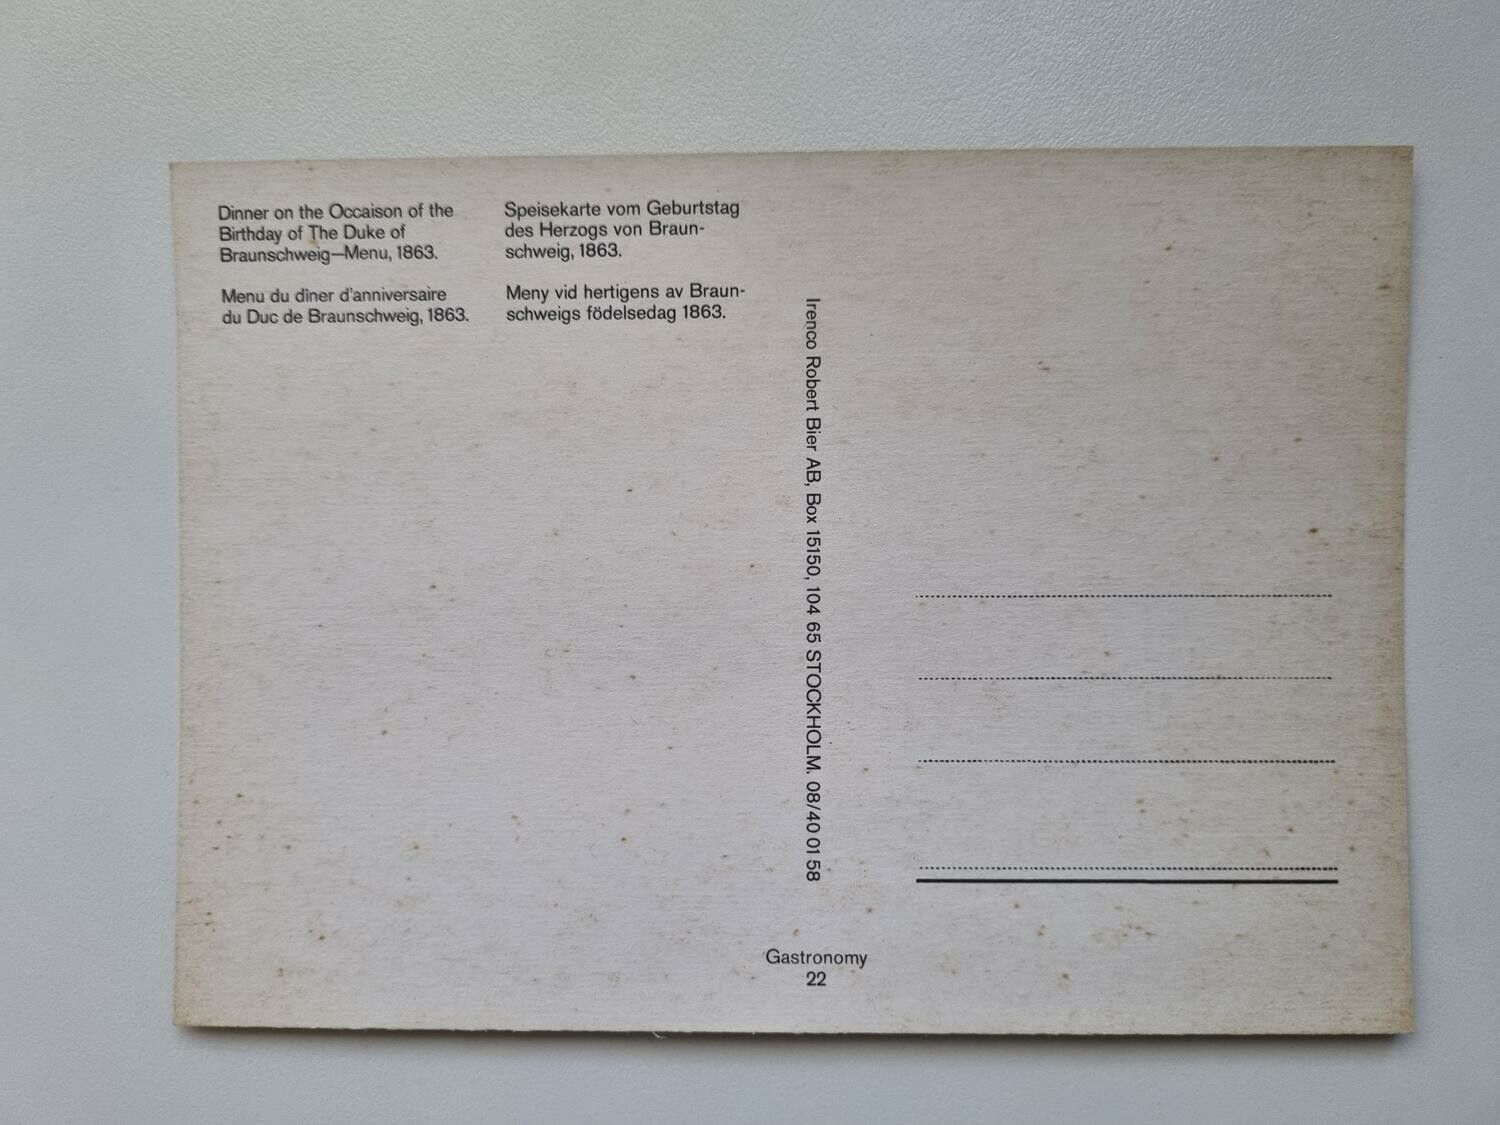 Dinner on the Occaison of the
Birthday of The Duke of
Braunschweig—Menu, 1863.
Menu du dîner d'anniversaire
du Duc de Braunschweig, 1863.
Speisekarte vom Geburtstag
des Herzogs von Braun-
schweig, 1863.
Meny vid hertigens av Braun-
schweigs födelsedag 1863.
Irenco Robert Bier AB, Box 15150, 104 65 STOCKHOLM. 08/40 01 58
Gastronomy
22